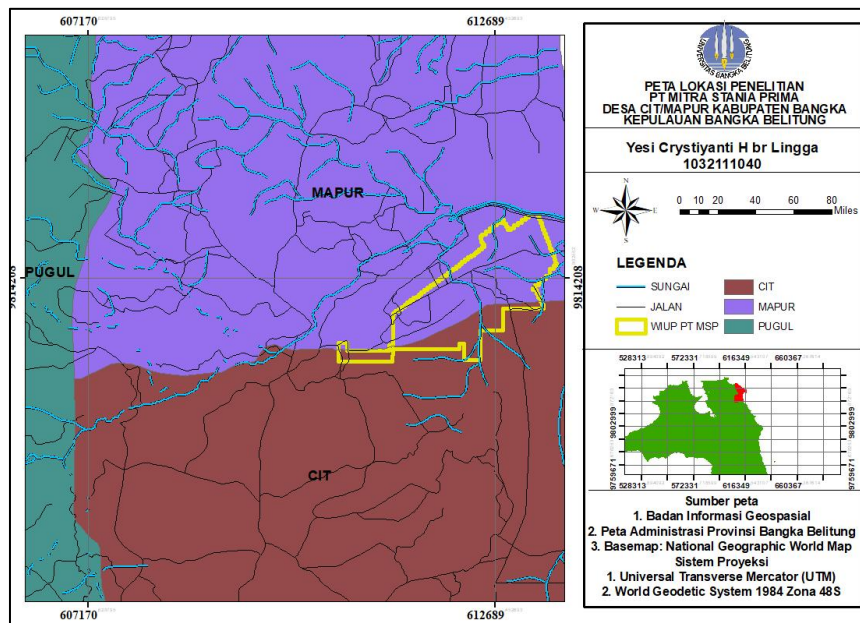 607170
612689
9814208
PUGUL
MAPUR
CIT
9814208
607170
612689
UNIVERSITAS BANGKA BELITUNG
PETA LOKASI PENELITIAN
PT MITRA STANIA PRIMA
DESA CIT/MAPUR KABUPATEN BANGKA
KEPULAUAN BANGKA BELITUNG
Yesi Crystiyanti H br Lingga
1032111040
N
W
E
S
0 10 20 40 60 80
Miles
LEGENDA
SUNGAI
JALAN
WIUP PT MSP
CIT
MAPUR
PUGUL
528313 572331 616349 660367
9802999
9759671
9802999
9759671
528313 572331 616349 660367
Sumber peta
1. Badan Informasi Geospasial
2. Peta Administrasi Provinsi Bangka Belitung
3. Basemap: National Geographic World Map
Sistem Proyeksi
1. Universal Transverse Mercator (UTM)
2. World Geodetic System 1984 Zona 48S